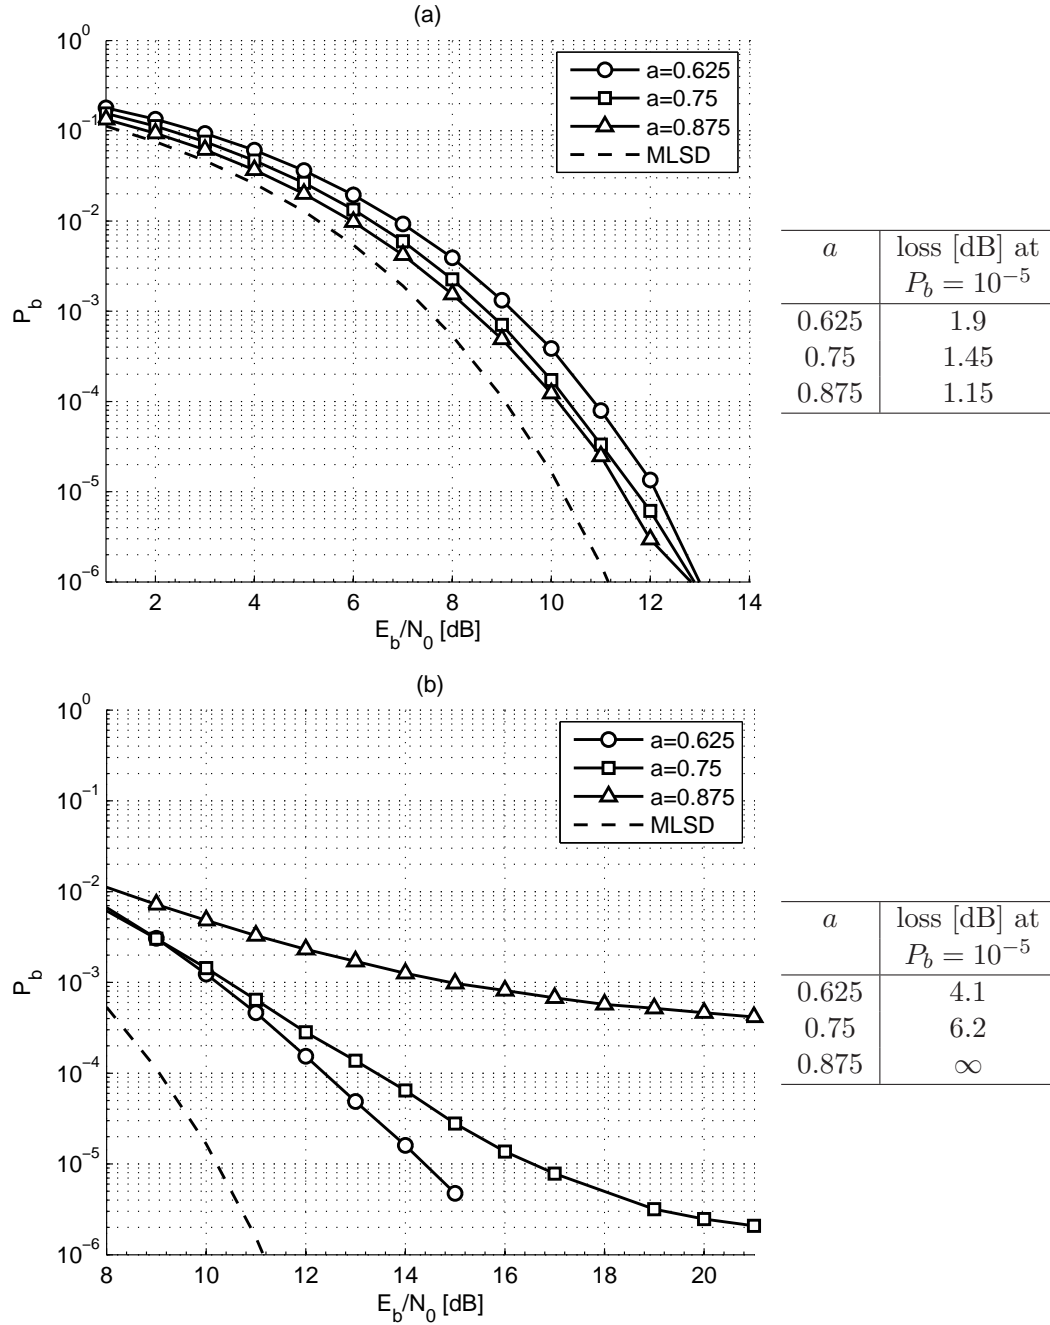 (a)
10^0
10^−1
10^−2
10^−3
10^−4
10^−5
10^−6
P_b
a=0.625
a=0.75
a=0.875
MLSD
2 4 6 8 10 12 14
E_b/N_0 [dB]
a loss [dB] at
P_b = 10^−5
0.625 1.9
0.75 1.45
0.875 1.15
(b)
10^0
10^−1
10^−2
10^−3
10^−4
10^−5
10^−6
P_b
a=0.625
a=0.75
a=0.875
MLSD
8 10 12 14 16 18 20
E_b/N_0 [dB]
a loss [dB] at
P_b = 10^−5
0.625 4.1
0.75 6.2
0.875 ∞